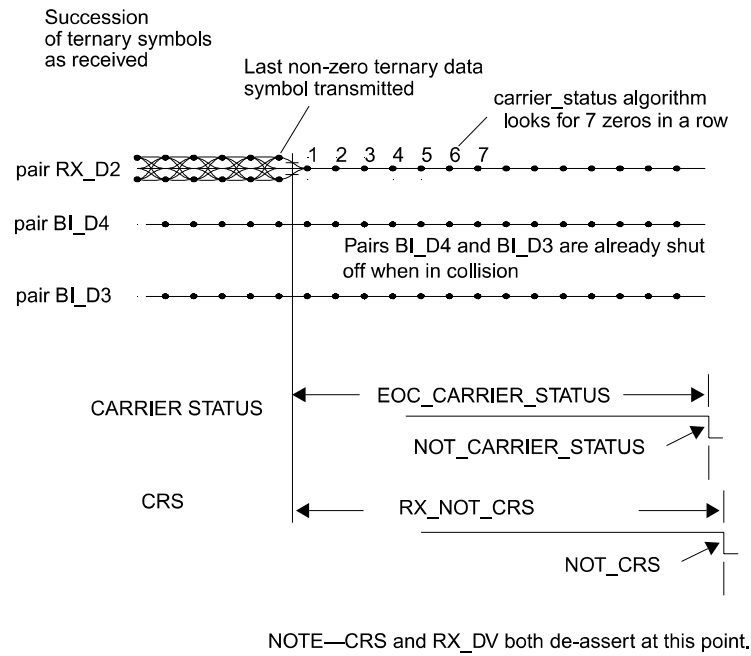 Succession
of ternary symbols
as received
Last non-zero ternary data
symbol transmitted
carrier_status algorithm
looks for 7 zeros in a row
1 2 3 4 5 6 7
pair RX_D2
pair BI_D4
Pairs BI_D4 and BI_D3 are already shut
off when in collision
pair BI_D3
EOC_CARRIER_STATUS
CARRIER STATUS
NOT_CARRIER_STATUS
CRS
RX_NOT_CRS
NOT_CRS
NOTE—CRS and RX_DV both de-assert at this point.